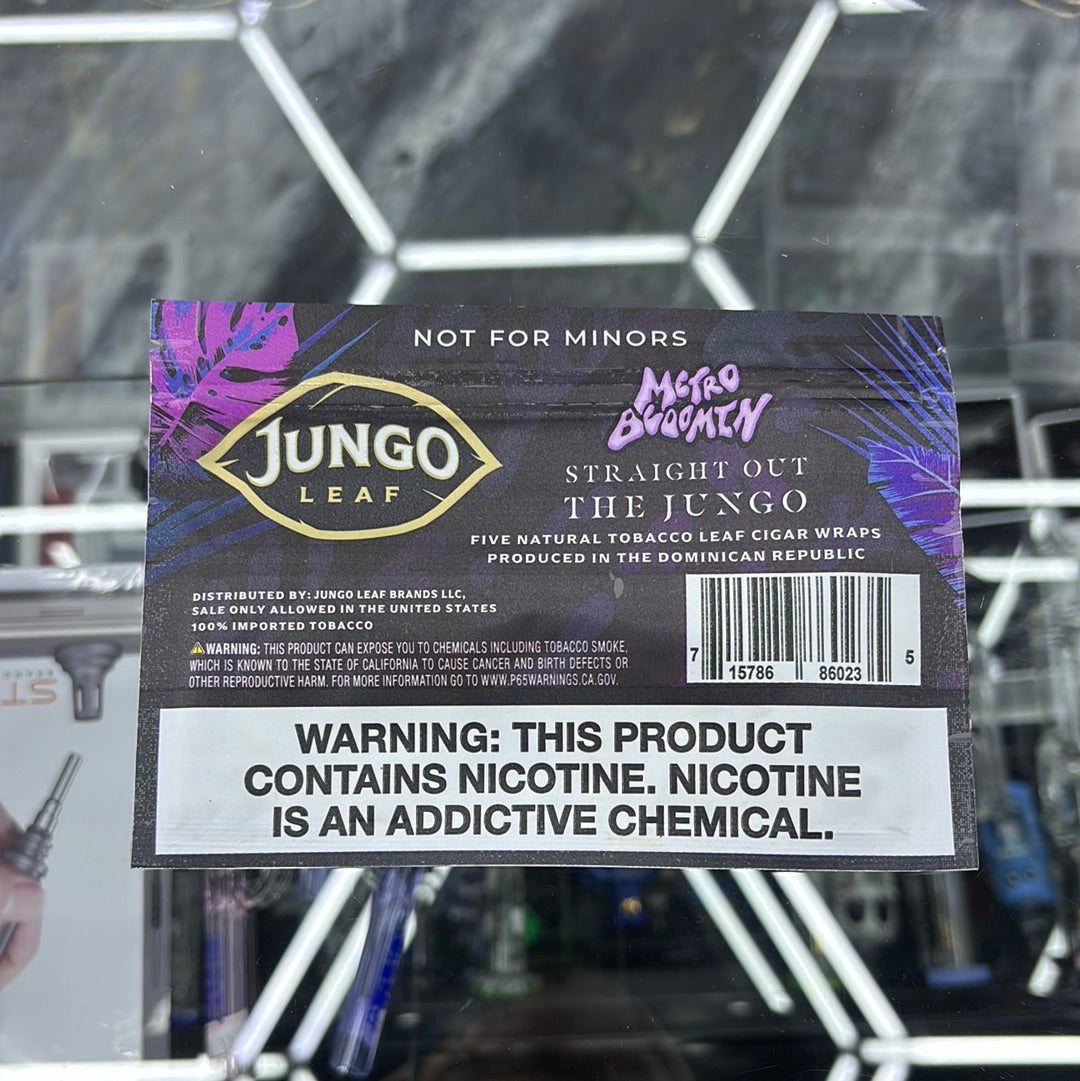 NOT FOR MINORS
JUNGO
LEAF
METRO
BOOMIN
STRAIGHT OUT
THE JUNGO
FIVE NATURAL TOBACCO LEAF CIGAR WRAPS
PRODUCED IN THE DOMINICAN REPUBLIC
DISTRIBUTED BY: JUNGO LEAF BRANDS LLC,
SALE ONLY ALLOWED IN THE UNITED STATES
100% IMPORTED TOBACCO
⚠WARNING: THIS PRODUCT CAN EXPOSE YOU TO CHEMICALS INCLUDING TOBACCO SMOKE,
WHICH IS KNOWN TO THE STATE OF CALIFORNIA TO CAUSE CANCER AND BIRTH DEFECTS OR
OTHER REPRODUCTIVE HARM. FOR MORE INFORMATION GO TO WWW.P65WARNINGS.CA.GOV.
7 15786 86023 5
WARNING: THIS PRODUCT
CONTAINS NICOTINE. NICOTINE
IS AN ADDICTIVE CHEMICAL.